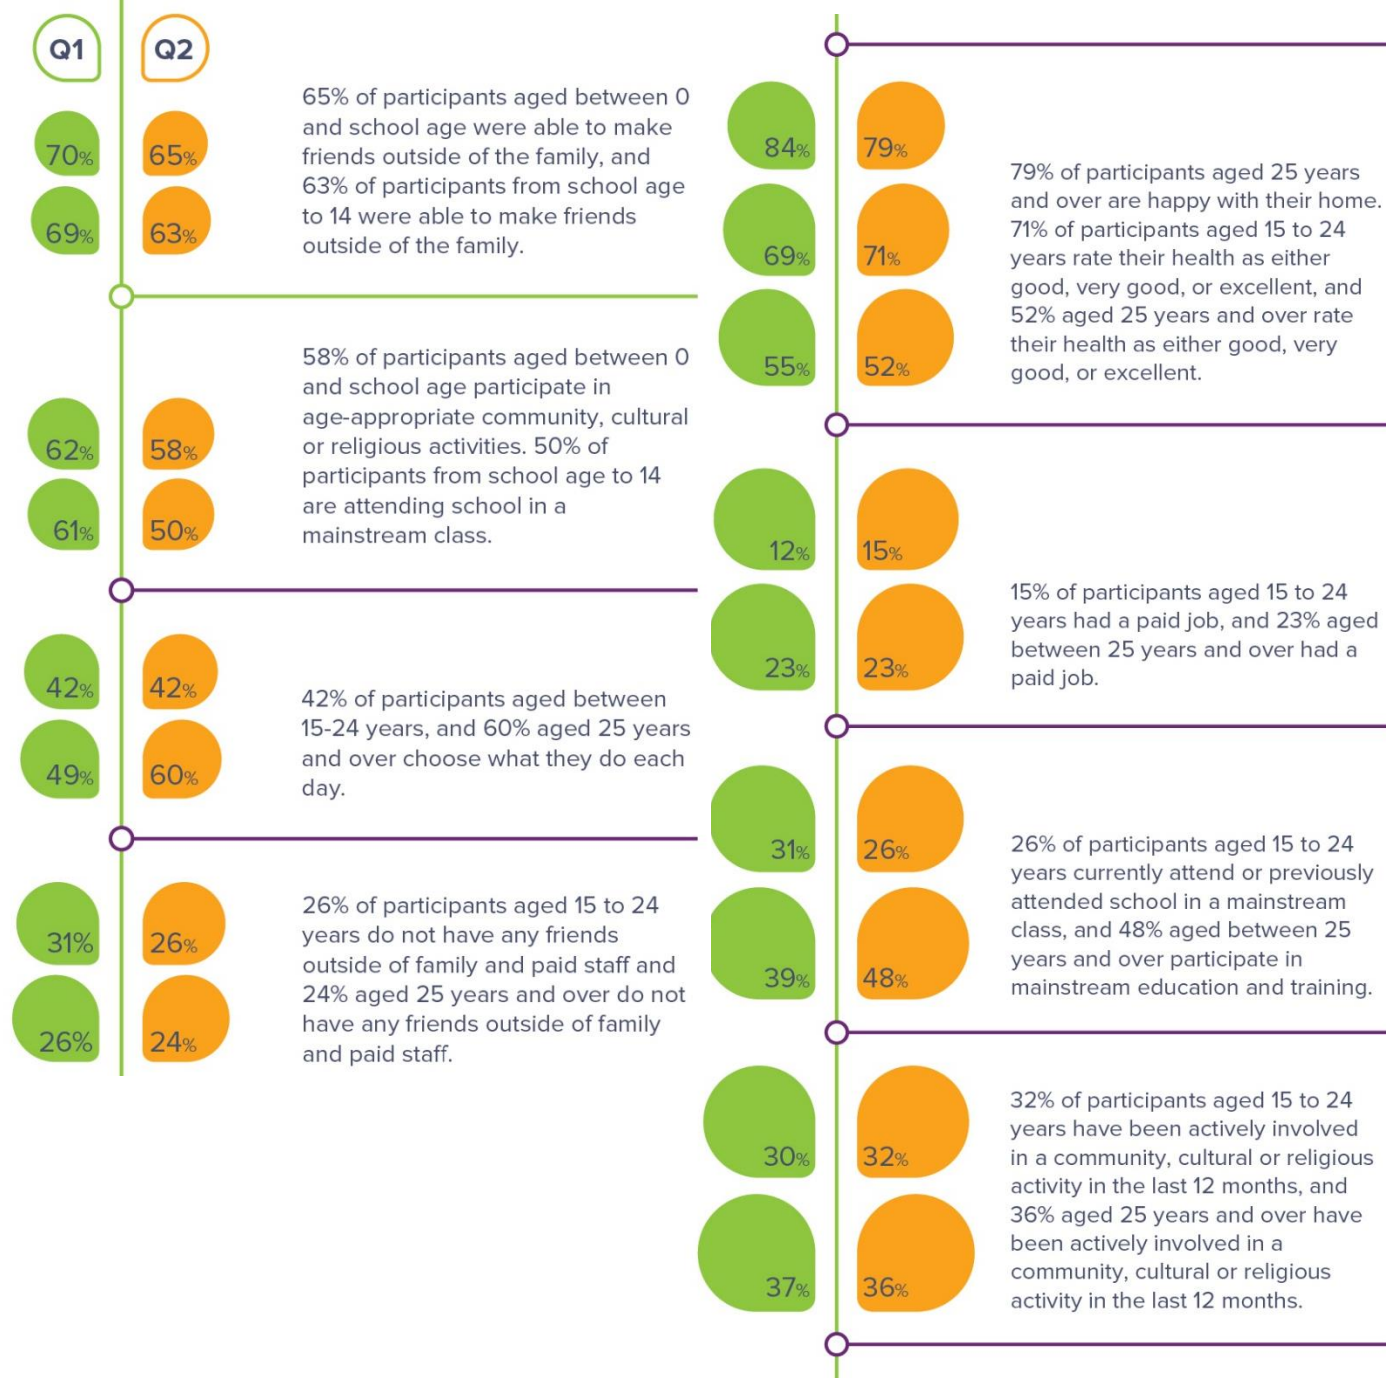 Q1 Q2
70% 65%
69% 63%
65% of participants aged between 0
and school age were able to make
friends outside of the family, and
63% of participants from school age
to 14 were able to make friends
outside of the family.
62% 58%
61% 50%
58% of participants aged between 0
and school age participate in
age-appropriate community, cultural
or religious activities. 50% of
participants from school age to 14
are attending school in a
mainstream class.
42% 42%
49% 60%
42% of participants aged between
15-24 years, and 60% aged 25 years
and over choose what they do each
day.
31% 26%
26% 24%
26% of participants aged 15 to 24
years do not have any friends
outside of family and paid staff and
24% aged 25 years and over do not
have any friends outside of family
and paid staff.
84% 79%
69% 71%
55% 52%
79% of participants aged 25 years
and over are happy with their home.
71% of participants aged 15 to 24
years rate their health as either
good, very good, or excellent, and
52% aged 25 years and over rate
their health as either good, very
good, or excellent.
12% 15%
23% 23%
15% of participants aged 15 to 24
years had a paid job, and 23% aged
between 25 years and over had a
paid job.
31% 26%
39% 48%
26% of participants aged 15 to 24
years currently attend or previously
attended school in a mainstream
class, and 48% aged between 25
years and over participate in
mainstream education and training.
30% 32%
37% 36%
32% of participants aged 15 to 24
years have been actively involved
in a community, cultural or religious
activity in the last 12 months, and
36% aged 25 years and over have
been actively involved in a
community, cultural or religious
activity in the last 12 months.